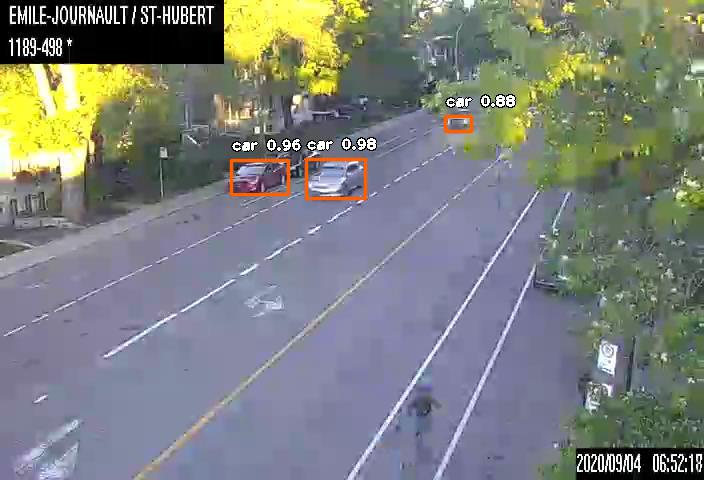 EMILE-JOURNAULT / ST-HUBERT
1189-498 *
car 0.88
car 0.96 car 0.98
2020/09/04 06:52:18